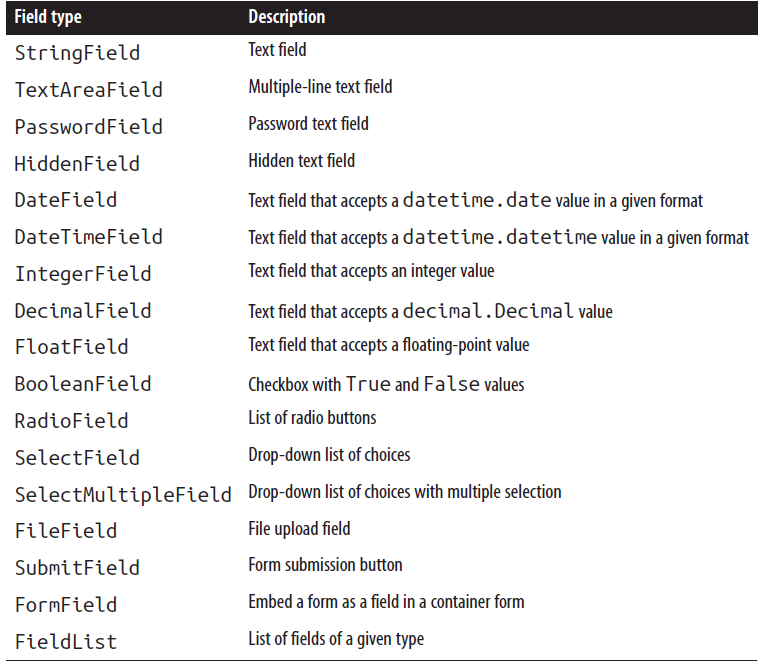 Field type Description
StringField Text field
TextAreaField Multiple-line text field
PasswordField Password text field
HiddenField Hidden text field
DateField Text field that accepts a datetime.date value in a given format
DateTimeField Text field that accepts a datetime.datetime value in a given format
IntegerField Text field that accepts an integer value
DecimalField Text field that accepts a decimal.Decimal value
FloatField Text field that accepts a floating-point value
BooleanField Checkbox with True and False values
RadioField List of radio buttons
SelectField Drop-down list of choices
SelectMultipleField Drop-down list of choices with multiple selection
FileField File upload field
SubmitField Form submission button
FormField Embed a form as a field in a container form
FieldList List of fields of a given type